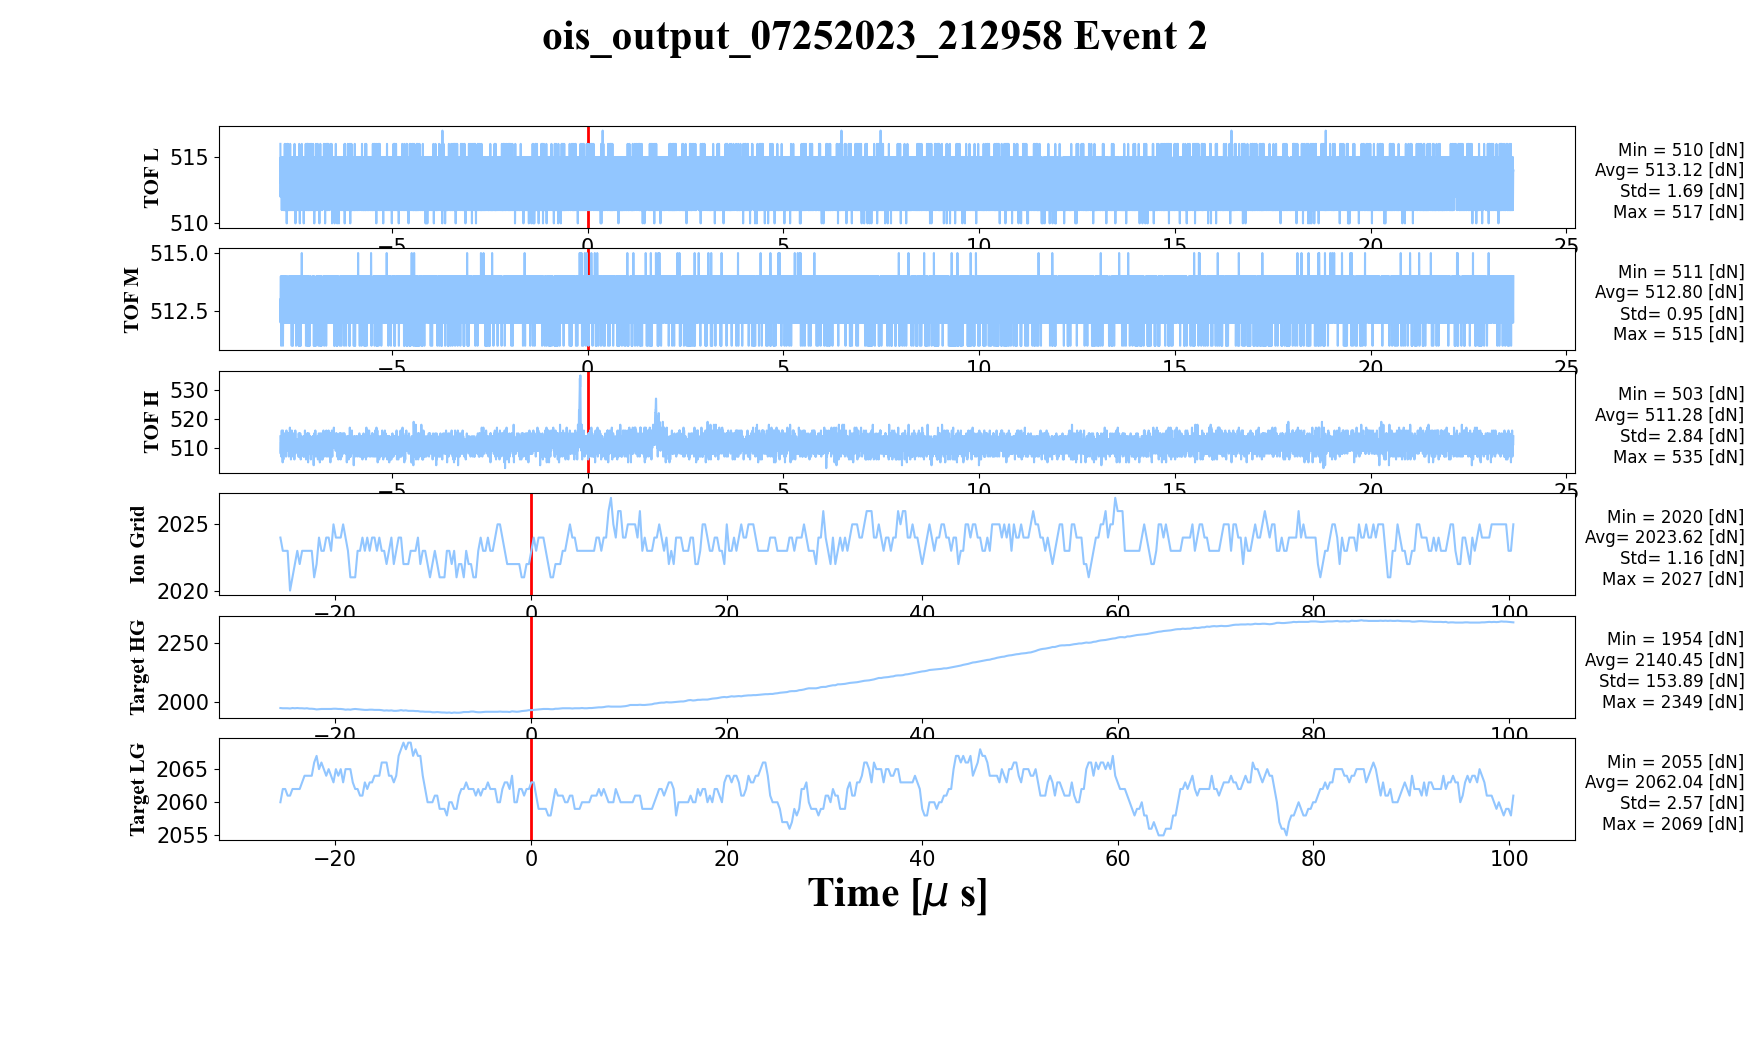 ois_output_07252023_212958 Event 2
TOF L
515
510
Min = 510 [dN]
Avg= 513.12 [dN]
Std= 1.69 [dN]
Max = 517 [dN]
−5 0 5 10 15 20 25
TOF M
515.0
512.5
Min = 511 [dN]
Avg= 512.80 [dN]
Std= 0.95 [dN]
Max = 515 [dN]
−5 0 5 10 15 20 25
TOF H
530
520
510
Min = 503 [dN]
Avg= 511.28 [dN]
Std= 2.84 [dN]
Max = 535 [dN]
−5 0 5 10 15 20 25
Ion Grid
2025
2020
Min = 2020 [dN]
Avg= 2023.62 [dN]
Std= 1.16 [dN]
Max = 2027 [dN]
−20 0 20 40 60 80 100
Target HG
2250
2000
Min = 1954 [dN]
Avg= 2140.45 [dN]
Std= 153.89 [dN]
Max = 2349 [dN]
−20 0 20 40 60 80 100
Target LG
2065
2060
2055
Min = 2055 [dN]
Avg= 2062.04 [dN]
Std= 2.57 [dN]
Max = 2069 [dN]
−20 0 20 40 60 80 100
Time [μ s]